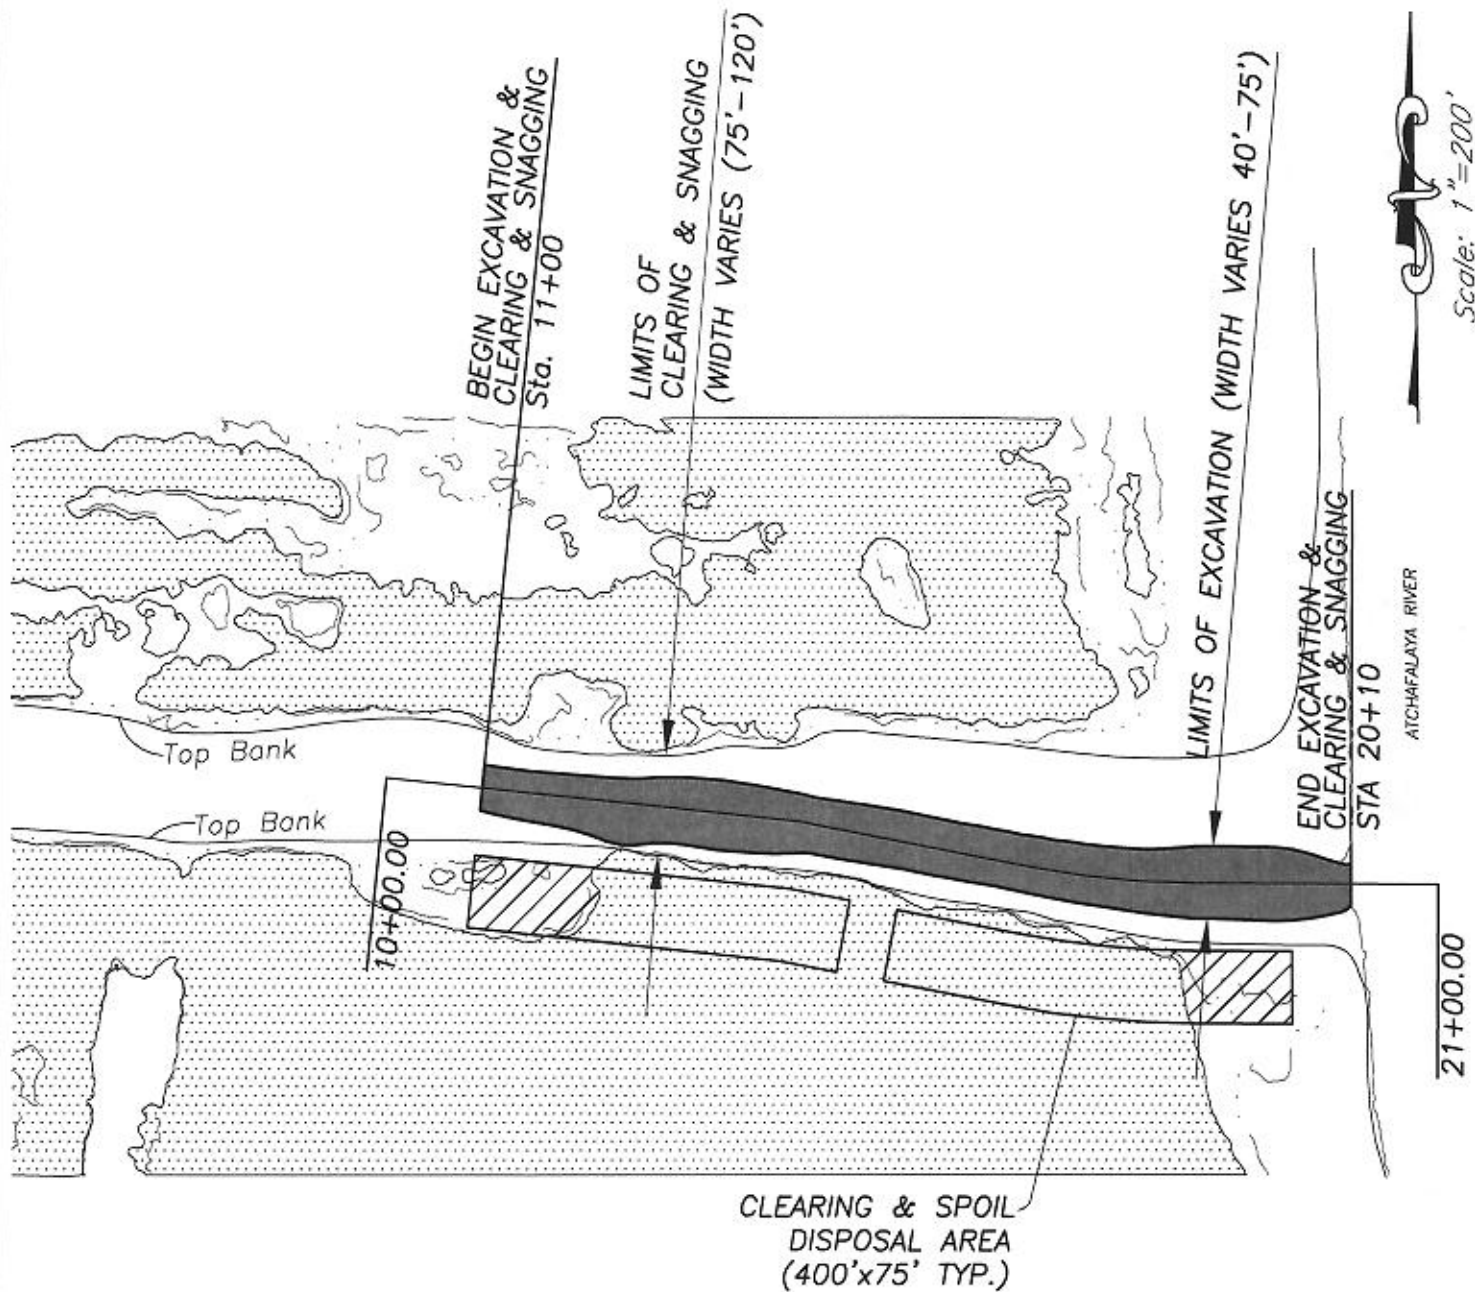 BEGIN EXCAVATION &
CLEARING & SNAGGING
Sta. 11+00
LIMITS OF
CLEARING & SNAGGING
(WIDTH VARIES (75'-120')
LIMITS OF EXCAVATION (WIDTH VARIES 40'-75')
Scale: 1"=200'
Top Bank
Top Bank
10+00.00
END EXCAVATION &
CLEARING & SNAGGING
STA 20+10
ATCHAFALAYA RIVER
21+00.00
CLEARING & SPOIL
DISPOSAL AREA
(400'x75' TYP.)